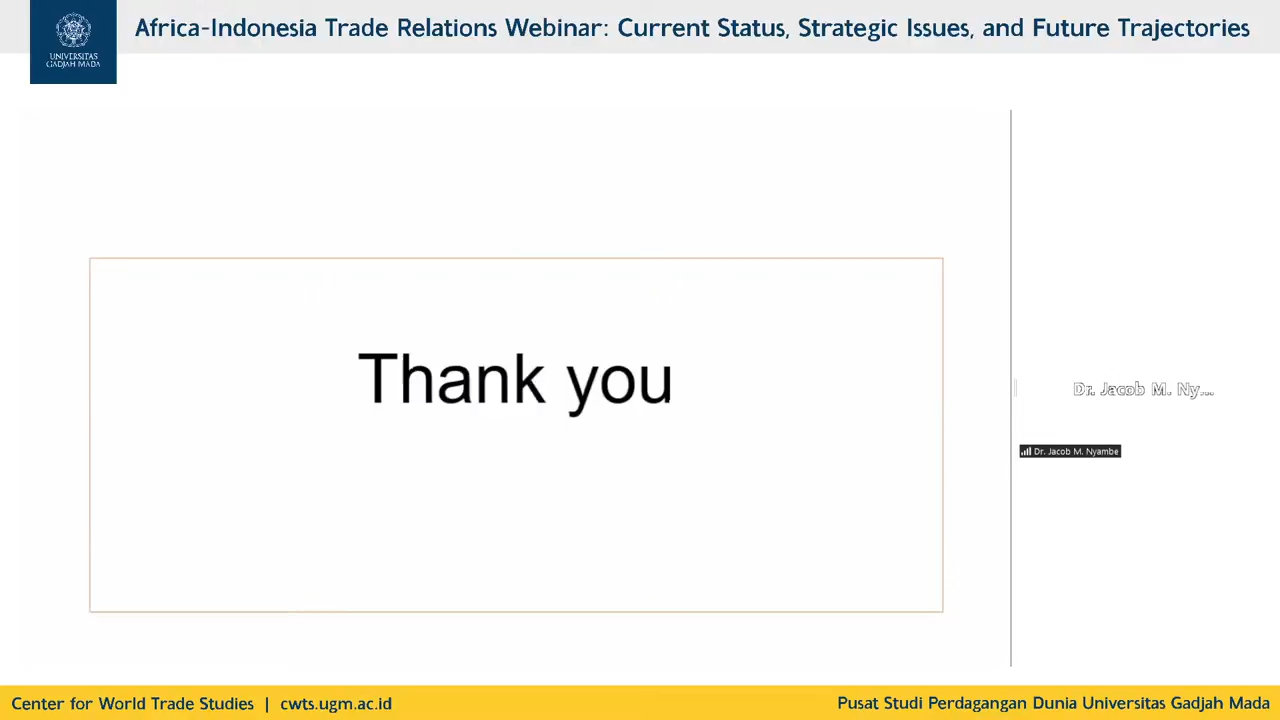 Africa-Indonesia Trade Relations Webinar: Current Status, Strategic Issues, and Future Trajectories
UNIVERSITAS
GADJAH MADA
Thank you
Dr. Jacob M. Ny...
Dr. Jacob M. Nyambe
Center for World Trade Studies | cwts.ugm.ac.id
Pusat Studi Perdagangan Dunia Universitas Gadjah Mada